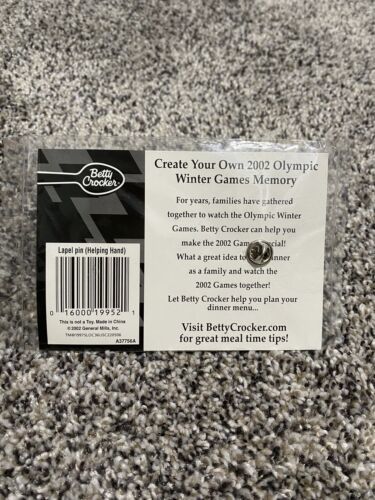 Betty
Crocker
Lapel pin (Helping Hand)
0 16000 19952 1
This is not a Toy. Made in China
© 2002 General Mills, Inc.
A37756A
Create Your Own 2002 Olympic
Winter Games Memory
For years, families have gathered
together to watch the Olympic Winter
Games. Betty Crocker can help you
make the 2002 Games
What a great idea to
as a family and watch the
2002 Games together!
Let Betty Crocker help you plan your
dinner menu...
Visit BettyCrocker.com
for great meal time tips!